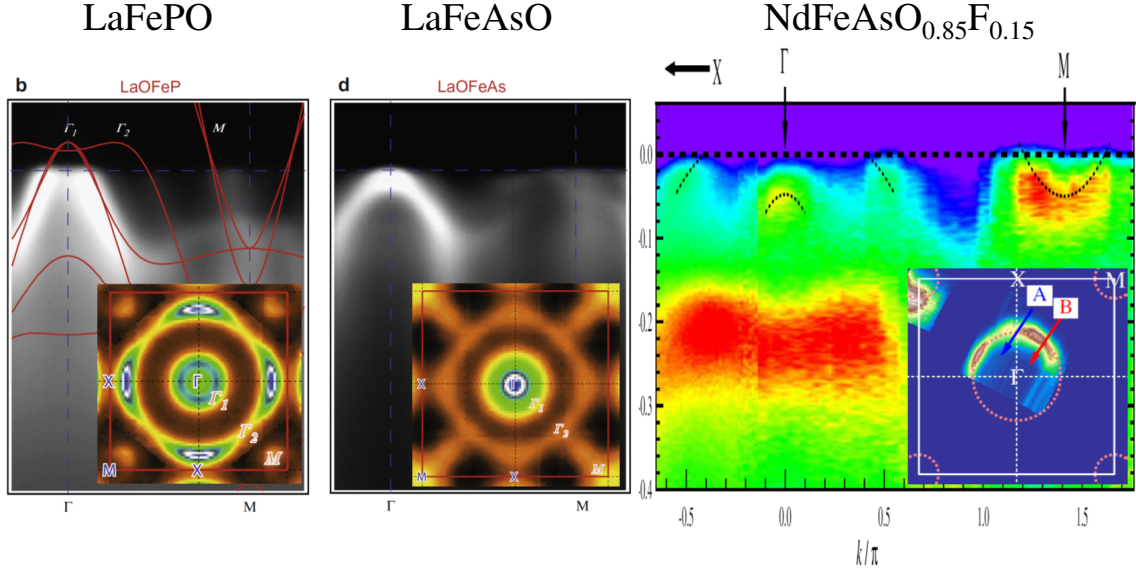 LaFePO
LaFeAsO
NdFeAsO0.85F0.15
b
LaOFeP
Γ1
Γ2
M
X
Γ
Γ1
Γ2
M
M
X
Γ
M
d
LaOFeAs
X
Γ
Γ1
Γ2
M
X
M
Γ
M
X
Γ
M
0.0
-0.1
-0.2
-0.3
-0.4
X
M
A
B
Γ
-0.5
0.0
0.5
1.0
1.5
k/π